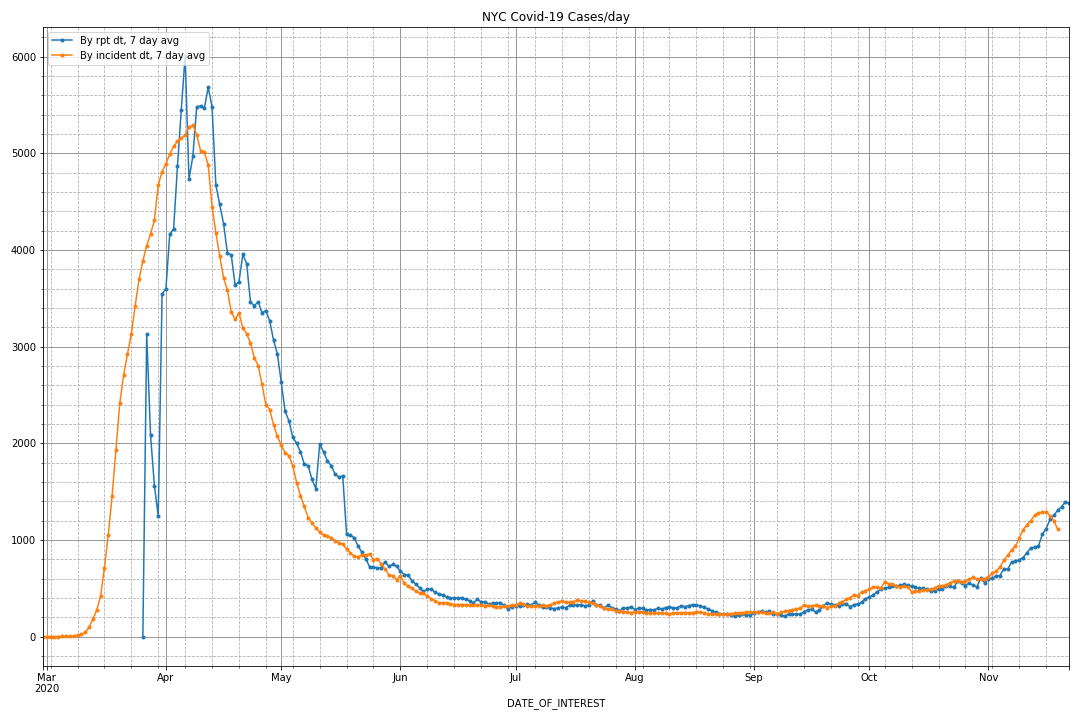 NYC Covid-19 Cases/day
By rpt dt, 7 day avg
By incident dt, 7 day avg
6000
5000
4000
3000
2000
1000
0
Mar Apr May Jun Jul Aug Sep Oct Nov
2020
DATE_OF_INTEREST